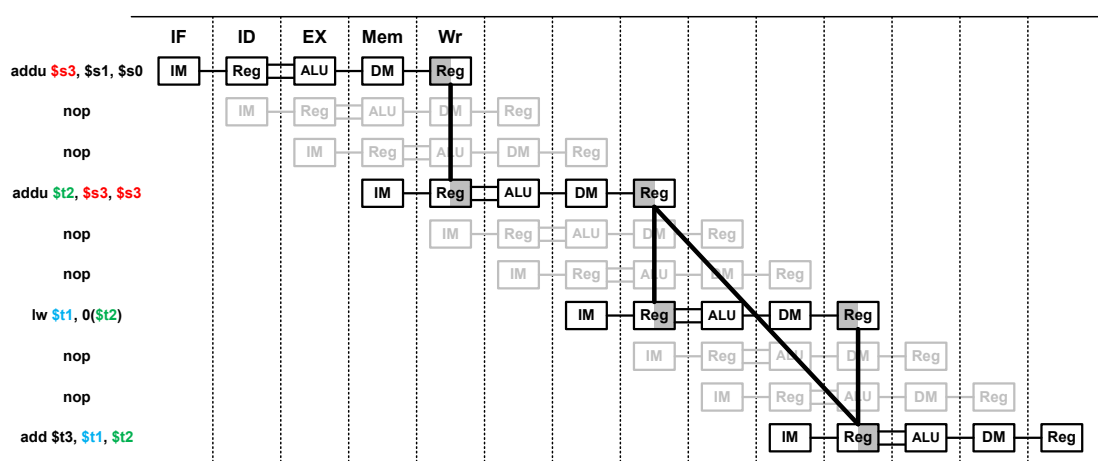 IF ID EX Mem Wr
addu $s3, $s1, $s0 IM Reg ALU DM Reg
nop IM Reg ALU DM Reg
nop IM Reg ALU DM Reg
addu $t2, $s3, $s3 IM Reg ALU DM Reg
nop IM Reg ALU DM Reg
nop IM Reg ALU DM Reg
lw $t1, 0($t2) IM Reg ALU DM Reg
nop IM Reg ALU DM Reg
nop IM Reg ALU DM Reg
add $t3, $t1, $t2 IM Reg ALU DM Reg